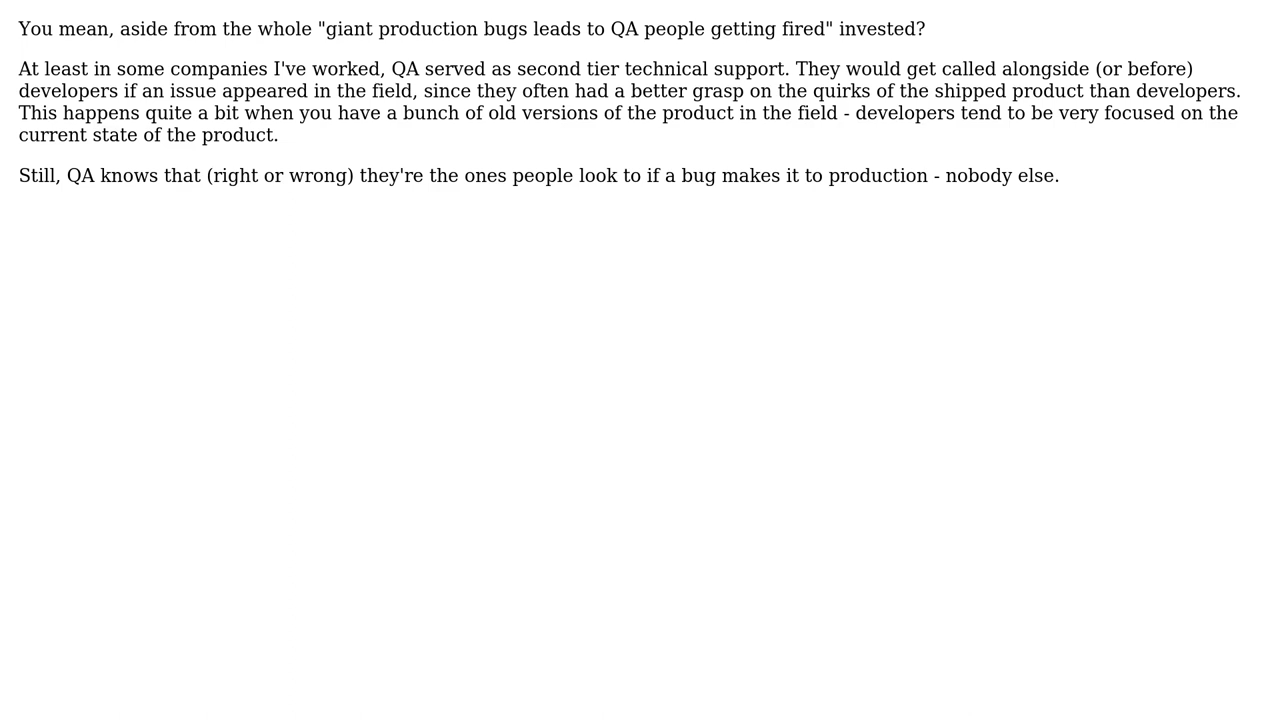 You mean, aside from the whole "giant production bugs leads to QA people getting fired" invested?
At least in some companies I've worked, QA served as second tier technical support. They would get called alongside (or before)
developers if an issue appeared in the field, since they often had a better grasp on the quirks of the shipped product than developers.
This happens quite a bit when you have a bunch of old versions of the product in the field - developers tend to be very focused on the
current state of the product.
Still, QA knows that (right or wrong) they're the ones people look to if a bug makes it to production - nobody else.